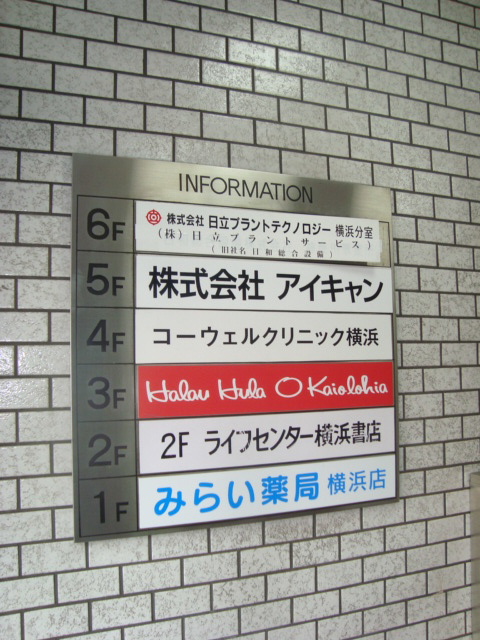 INFORMATION
6F 株式会社 日立プラントテクノロジー 横浜分室
(株)日立プラントサービス)
(旧社名日和総合設備)
5F 株式会社 アイキャン
4F コーウェルクリニック横浜
3F Halau Hula O Kaiolohia
2F 2F ライフセンター横浜書店
1F みらい薬局 横浜店